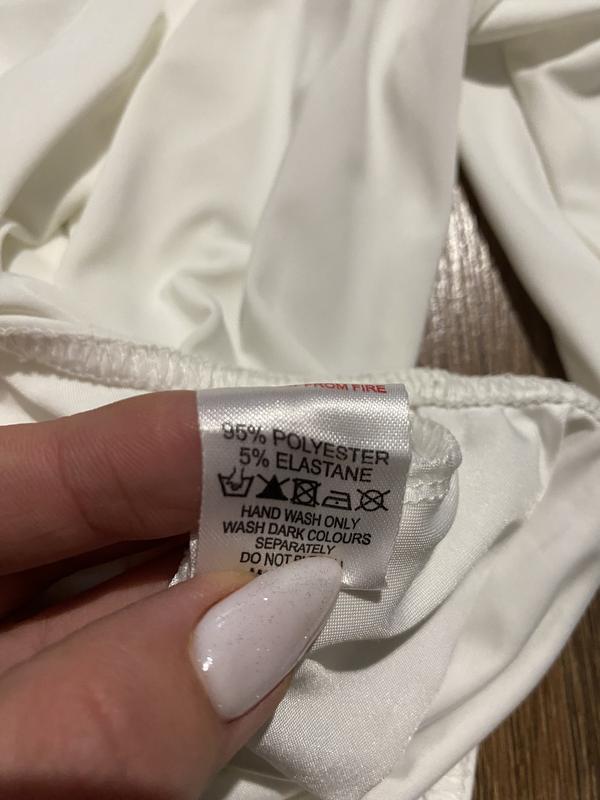 FROM FIRE
95% POLYESTER
5% ELASTANE
HAND WASH ONLY
WASH DARK COLOURS
SEPARATELY
DO NOT